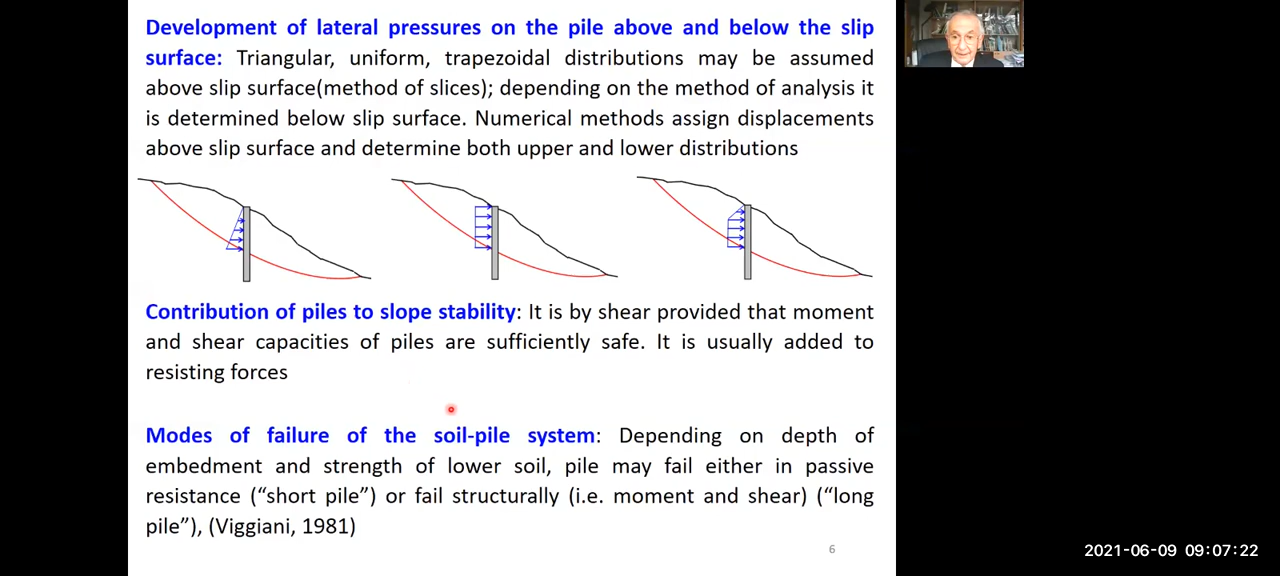 Development of lateral pressures on the pile above and below the slip
surface: Triangular, uniform, trapezoidal distributions may be assumed
above slip surface(method of slices); depending on the method of analysis it
is determined below slip surface. Numerical methods assign displacements
above slip surface and determine both upper and lower distributions
Contribution of piles to slope stability: It is by shear provided that moment
and shear capacities of piles are sufficiently safe. It is usually added to
resisting forces
Modes of failure of the soil-pile system: Depending on depth of
embedment and strength of lower soil, pile may fail either in passive
resistance (“short pile”) or fail structurally (i.e. moment and shear) (“long
pile”), (Viggiani, 1981)
6
2021-06-09 09:07:22